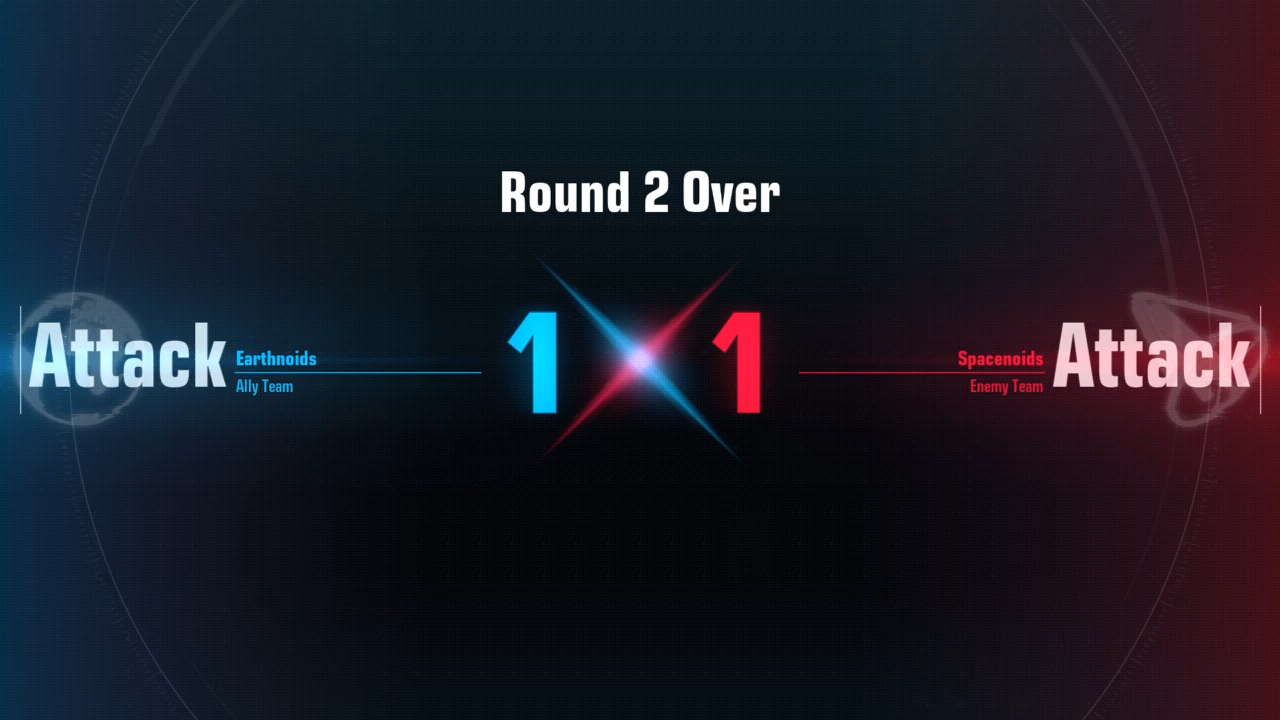 Round 2 Over
Attack
Earthnoids
Ally Team
1
1
Spacenoids
Enemy Team
Attack